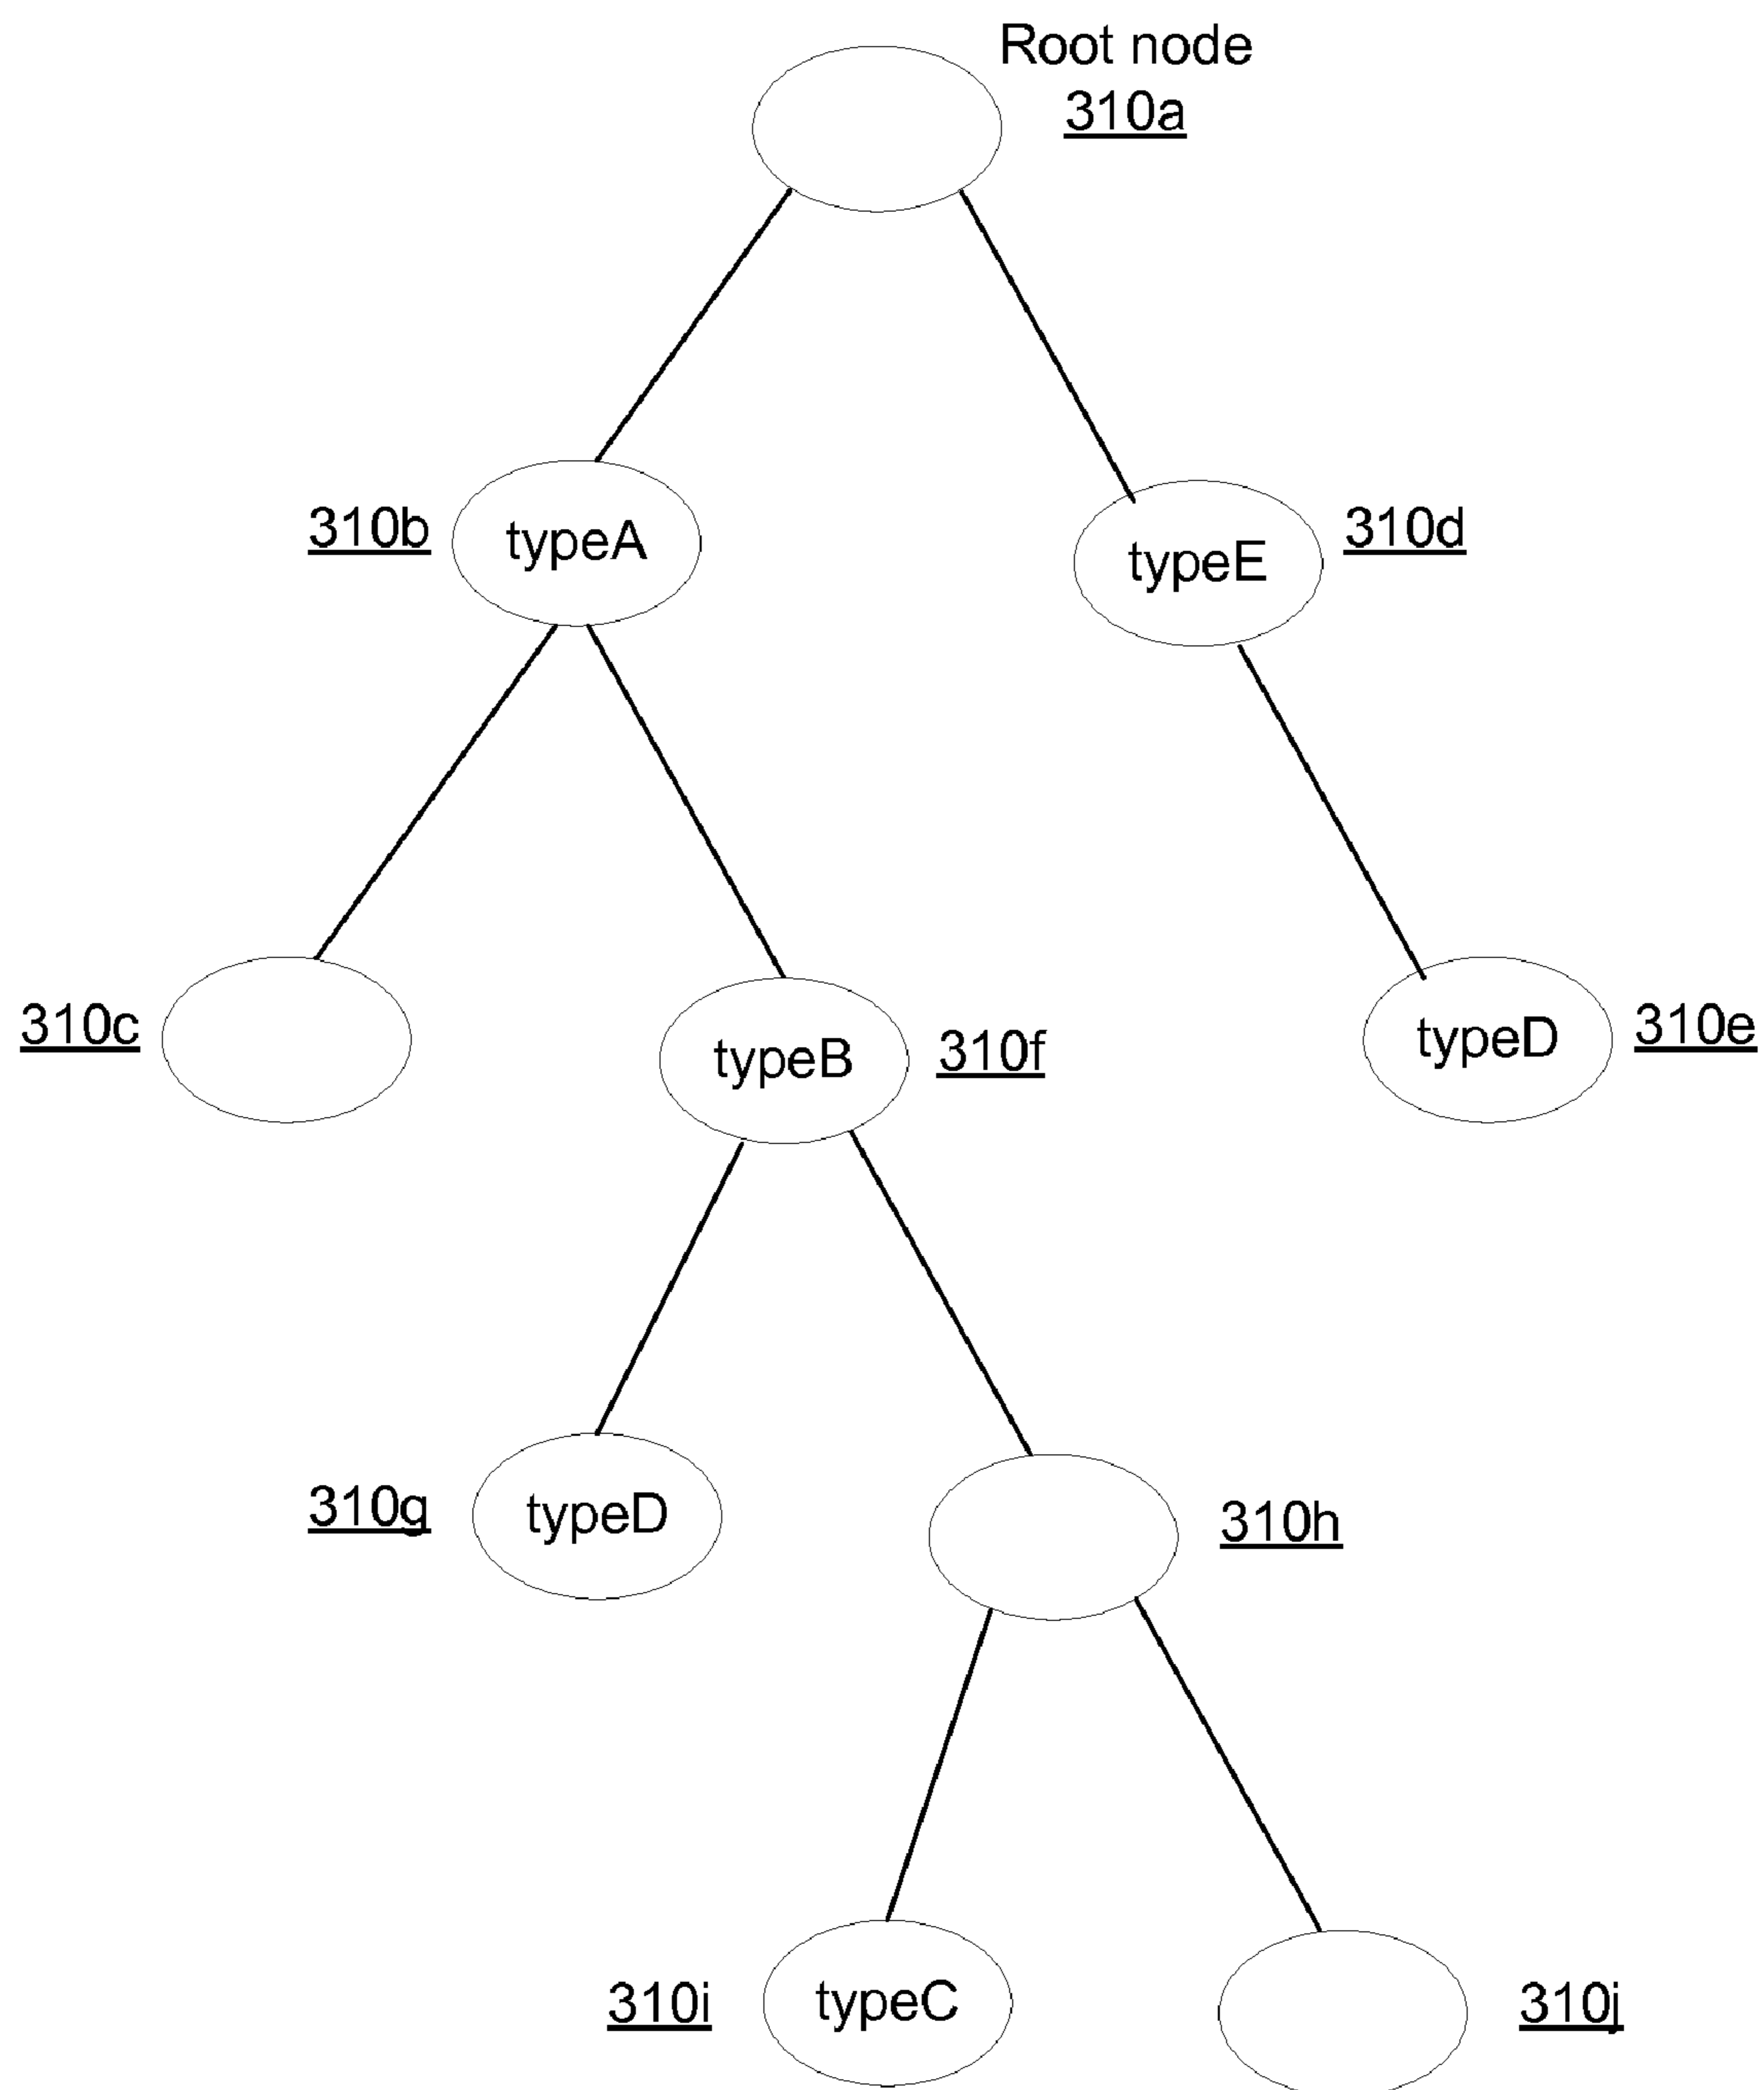 Root node
310a
310b
typeA
typeE
310d
310c
typeB
310f
typeD
310e
310g
typeD
310h
310i
typeC
310j